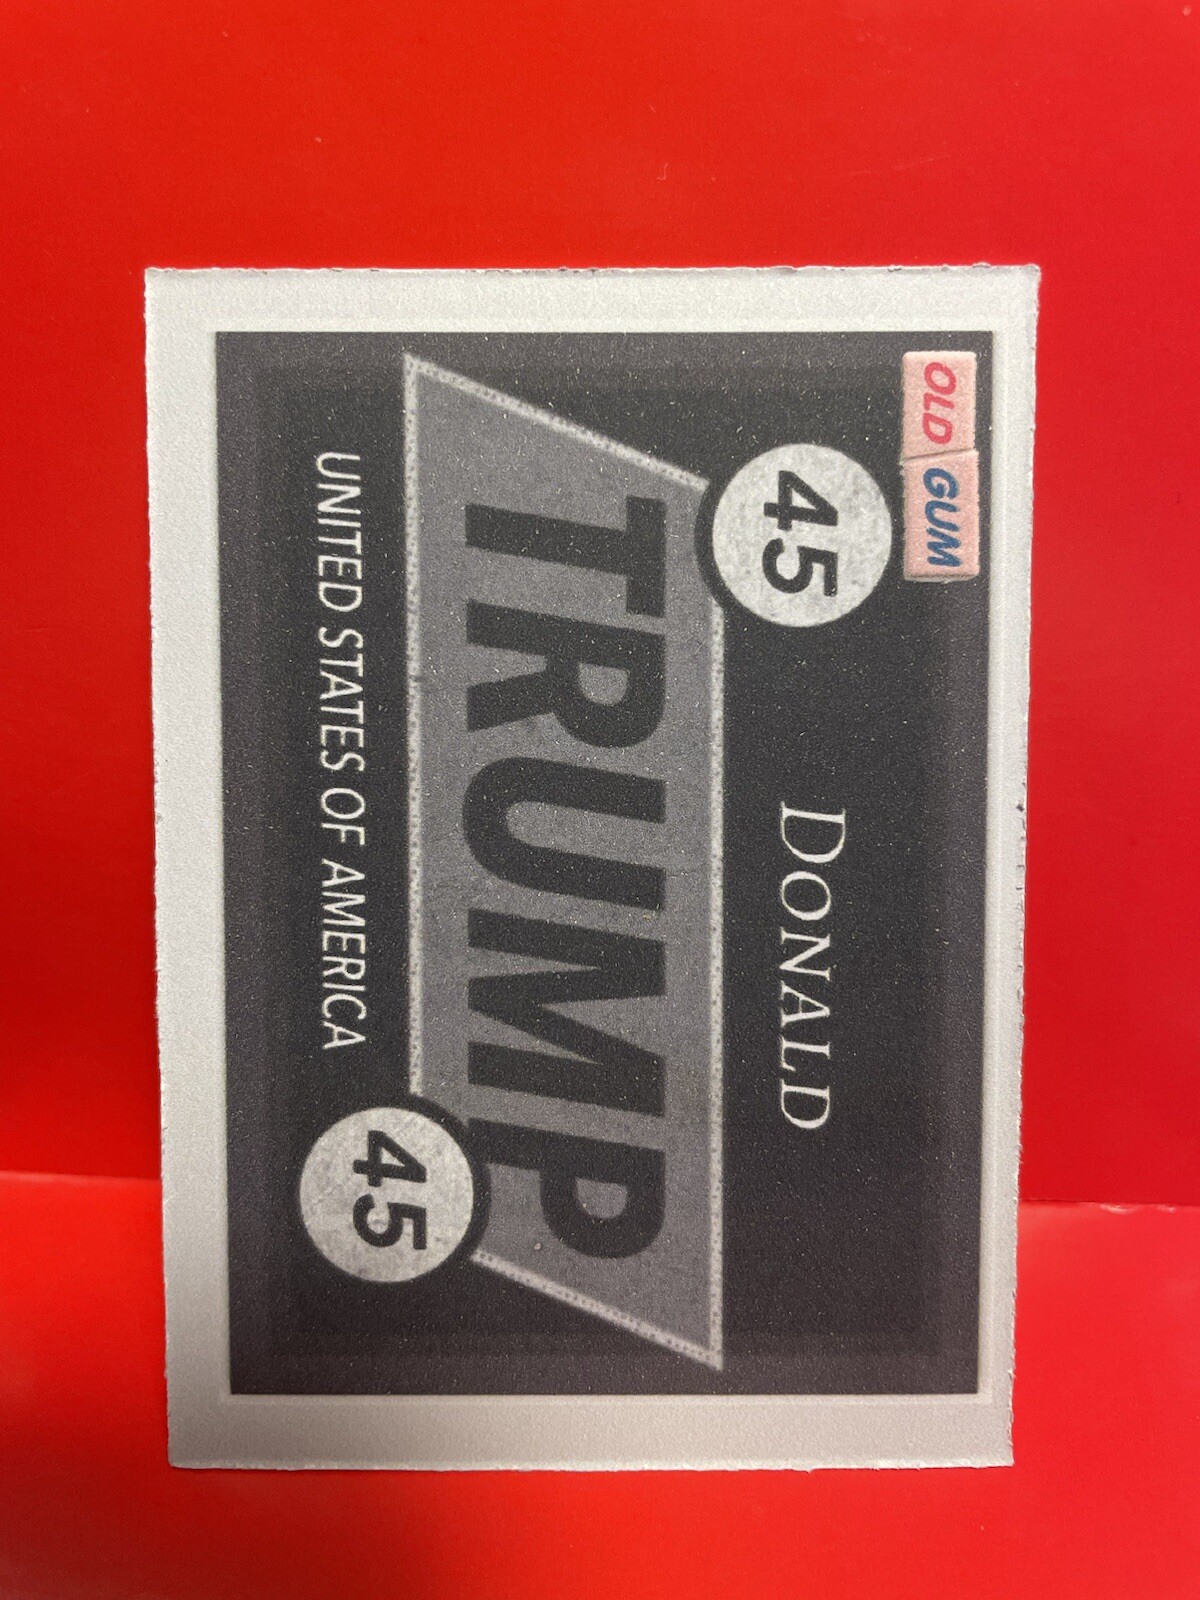 OLD GUM
DONALD
45
TRUMP
45
UNITED STATES OF AMERICA